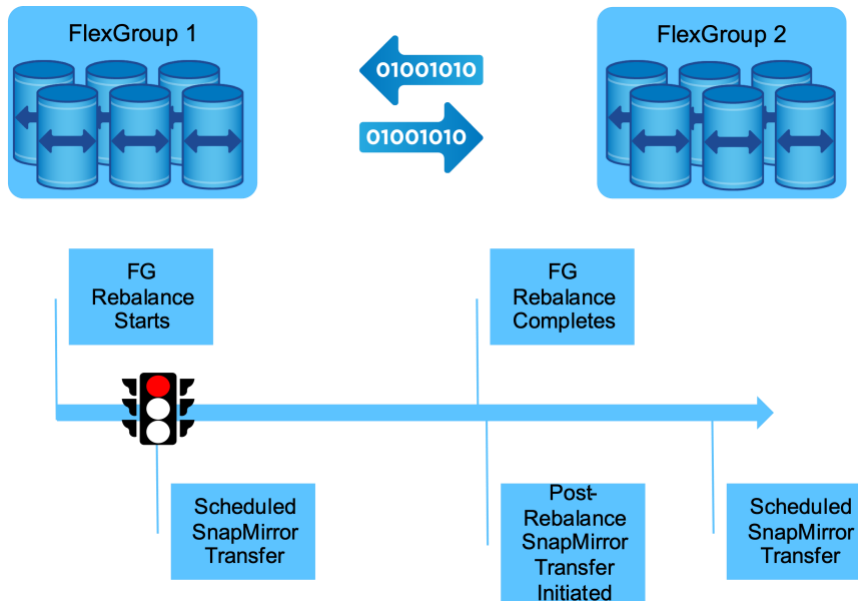 FlexGroup 1
FlexGroup 2
01001010
01001010
FG
Rebalance
Starts
FG
Rebalance
Completes
Scheduled
SnapMirror
Transfer
Post-
Rebalance
SnapMirror
Transfer
Initiated
Scheduled
SnapMirror
Transfer